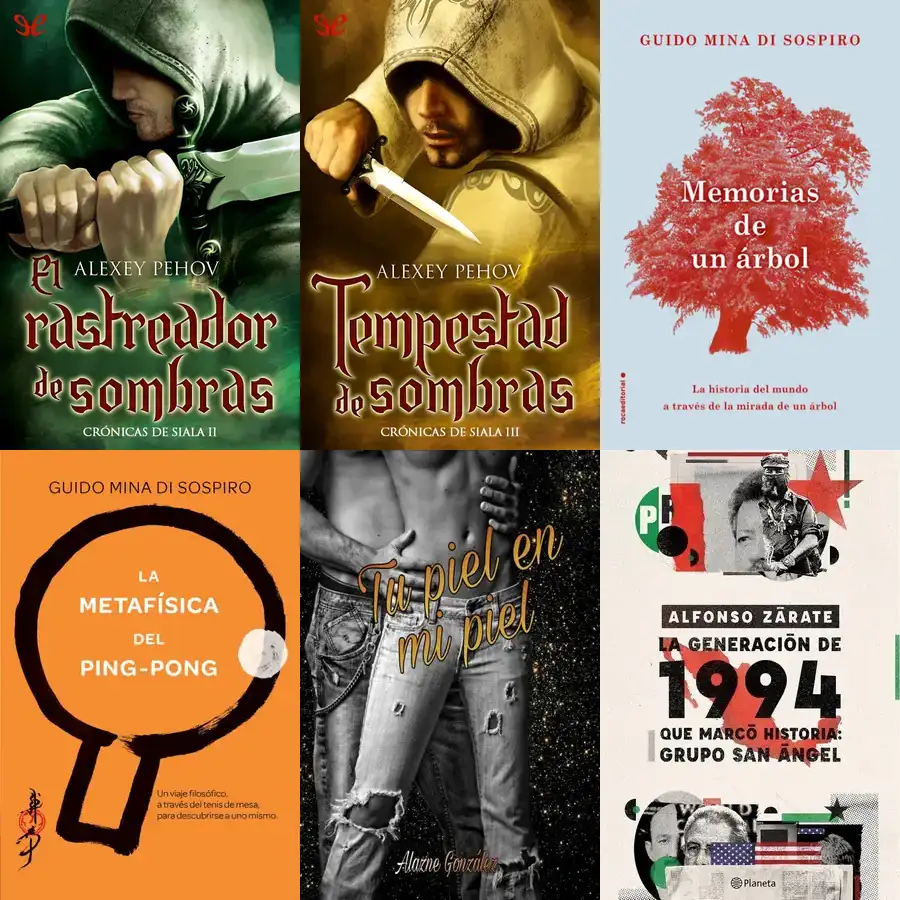 ALEXEY PEHOV
El
rastreador
de sombras
CRÓNICAS DE SIALA II
ALEXEY PEHOV
Tempestad
de sombras
CRÓNICAS DE SIALA III
GUIDO MINA DI SOSPIRO
Memorias
de
un árbol
La historia del mundo
a través de la mirada de un árbol
rocaeditorial
GUIDO MINA DI SOSPIRO
LA
METAFÍSICA
DEL
PING-PONG
Un viaje filosófico,
a través del tenis de mesa,
para descubrirse a uno mismo.
Tu piel en
mi piel
Alazne González
PR
ALFONSO ZÁRATE
LA GENERACIÓN DE
1994
QUE MARCÓ HISTORIA:
GRUPO SAN ÁNGEL
Planeta